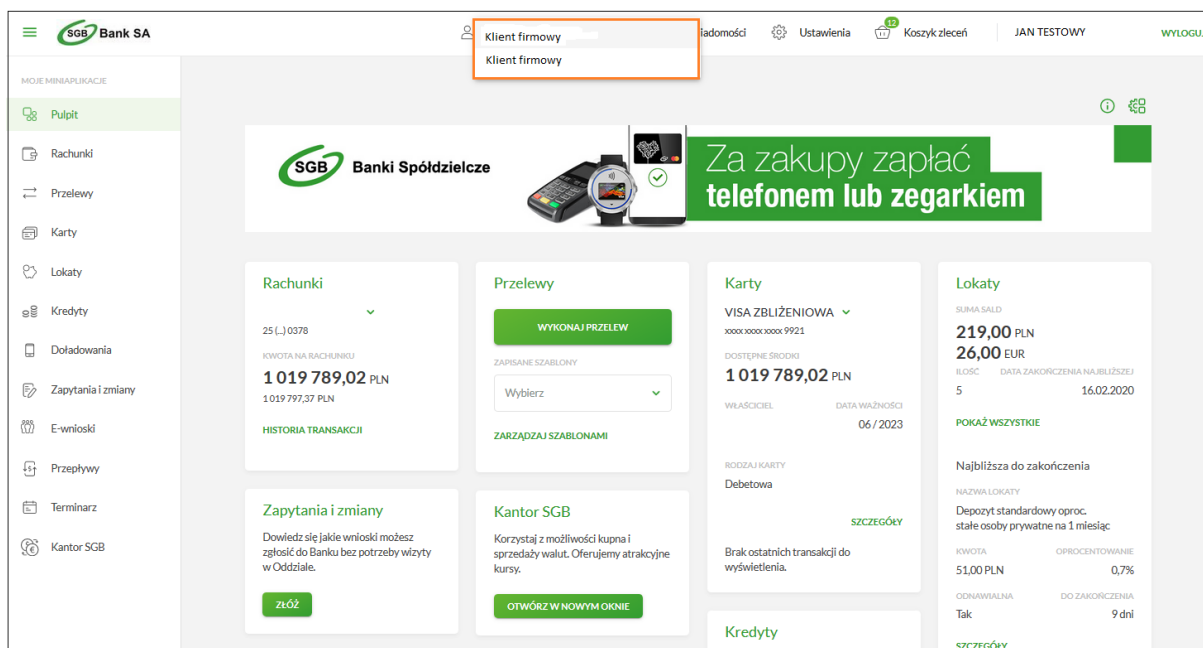 SGB Bank SA
Klient firmowy
Klient firmowy
iadomości
Ustawienia
12
Koszyk zleceń
JAN TESTOWY
WYLOGUJ
MOJE MINIAPLIKACJE
Pulpit
Rachunki
Przelewy
Karty
Lokaty
Kredyty
Doładowania
Zapytania i zmiany
E-wnioski
Przepływy
Terminarz
Kantor SGB
SGB Banki Spółdzielcze
Za zakupy zapłać
telefonem lub zegarkiem
Rachunki
25 (...) 0378
KWOTA NA RACHUNKU
1 019 789,02 PLN
1 019 797,37 PLN
HISTORIA TRANSAKCJI
Przelewy
WYKONAJ PRZELEW
ZAPISANE SZABLONY
Wybierz
ZARZĄDZAJ SZABLONAMI
Karty
VISA ZBLIŻENIOWA
xxxx xxxx xxxx 9921
DOSTĘPNE ŚRODKI
1 019 789,02 PLN
WŁAŚCICIEL DATA WAŻNOŚCI
06 / 2023
RODZAJ KARTY
Debetowa
SZCZEGÓŁY
Brak ostatnich transakcji do
wyświetlenia.
Lokaty
SUMA SALD
219,00 PLN
26,00 EUR
ILOŚĆ DATA ZAKOŃCZENIA NAJBLIŻSZEJ
5 16.02.2020
POKAŻ WSZYSTKIE
Najbliższa do zakończenia
NAZWA LOKATY
Depozyt standardowy oproc.
stałe osoby prywatne na 1 miesiąc
KWOTA OPROCENTOWANIE
51,00 PLN 0,7%
ODNAWIALNA DO ZAKOŃCZENIA
Tak 9 dni
SZCZEGÓŁY
Zapytania i zmiany
Dowiedz się jakie wnioski możesz
zgłosić do Banku bez potrzeby wizyty
w Oddziale.
ZŁÓŻ
Kantor SGB
Korzystaj z możliwości kupna i
sprzedaży walut. Oferujemy atrakcyjne
kursy.
OTWÓRZ W NOWYM OKNIE
Kredyty